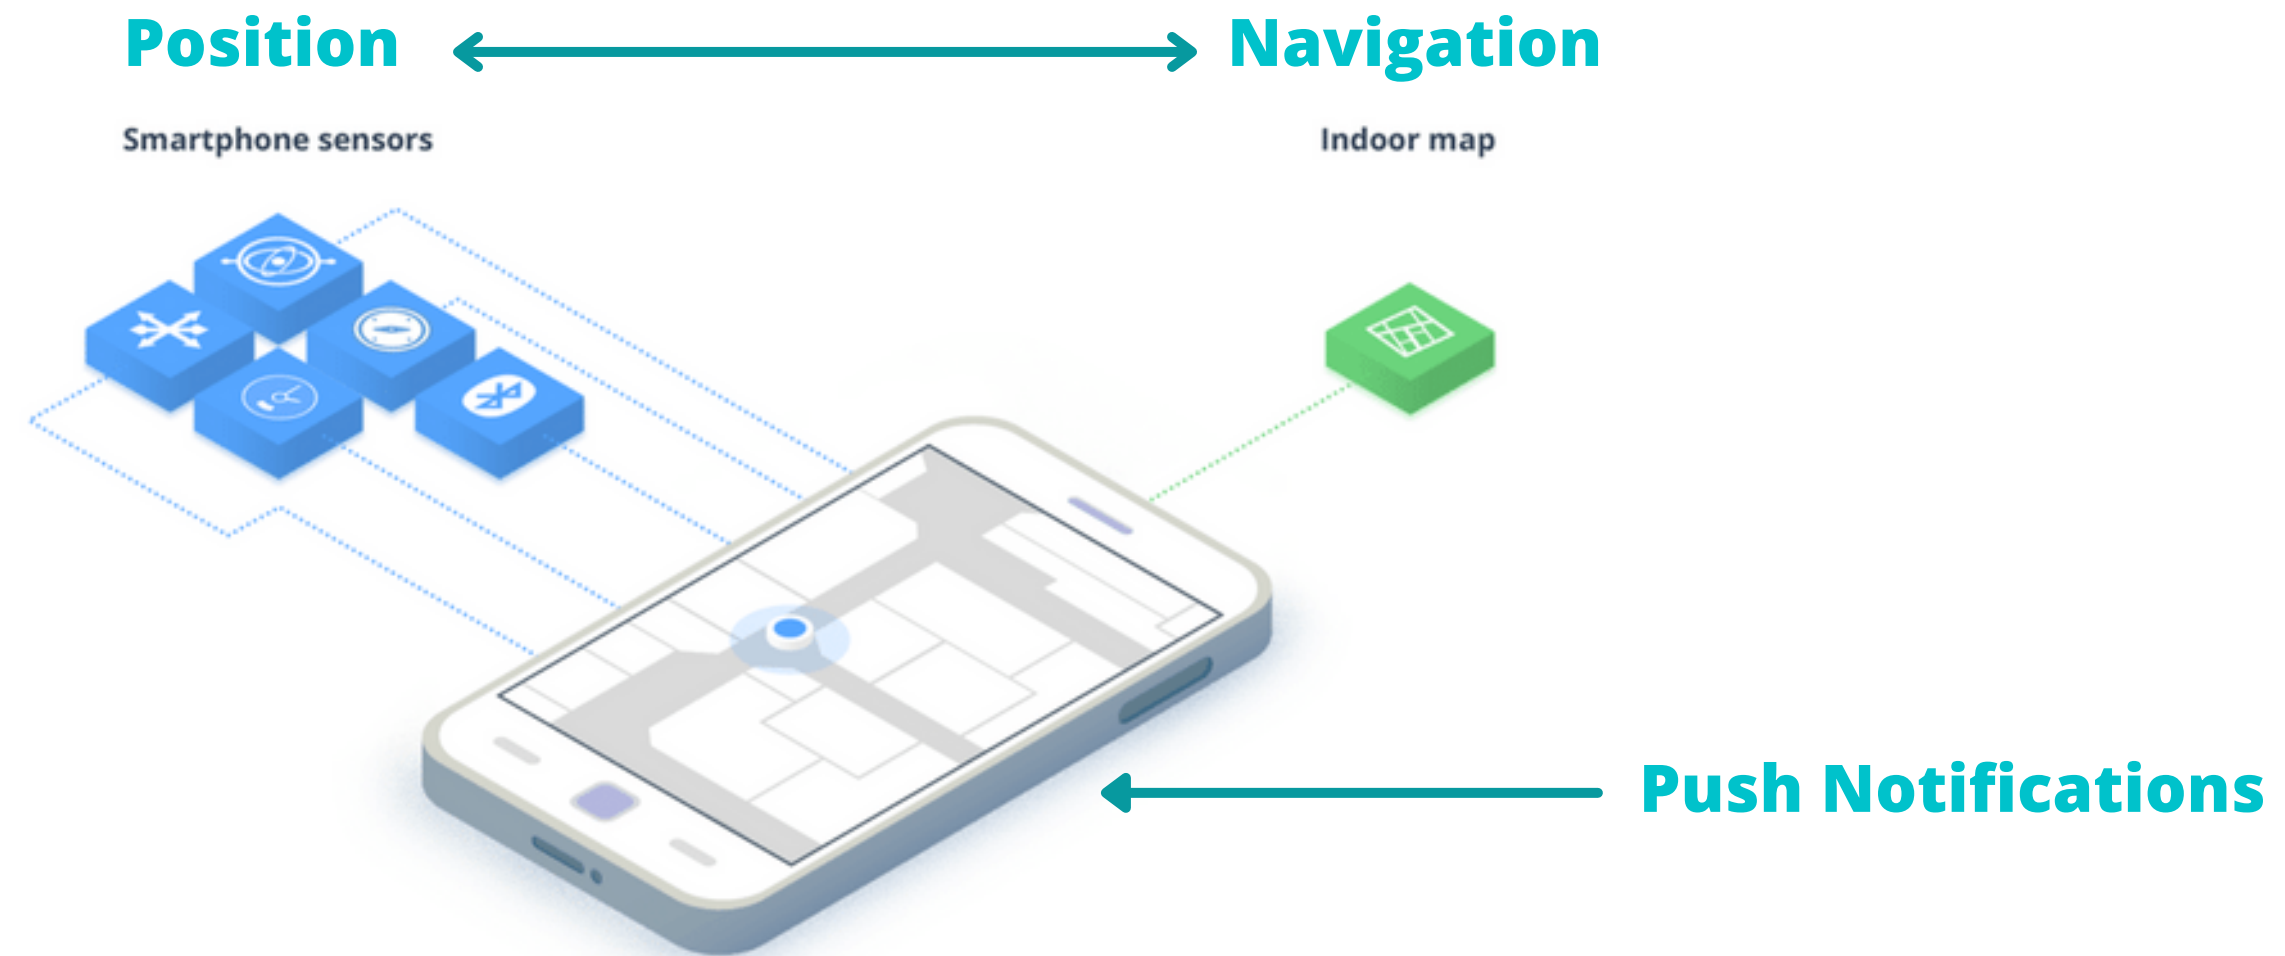 Position
Navigation
Smartphone sensors
Indoor map
Push Notifications